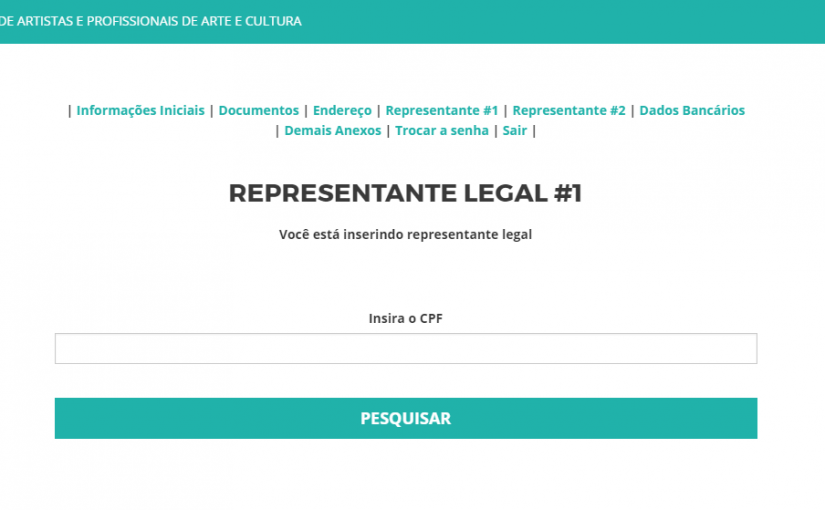 DE ARTISTAS E PROFISSIONAIS DE ARTE E CULTURA
| Informações Iniciais | Documentos | Endereço | Representante #1 | Representante #2 | Dados Bancários
| Demais Anexos | Trocar a senha | Sair |
REPRESENTANTE LEGAL #1
Você está inserindo representante legal
Insira o CPF
PESQUISAR